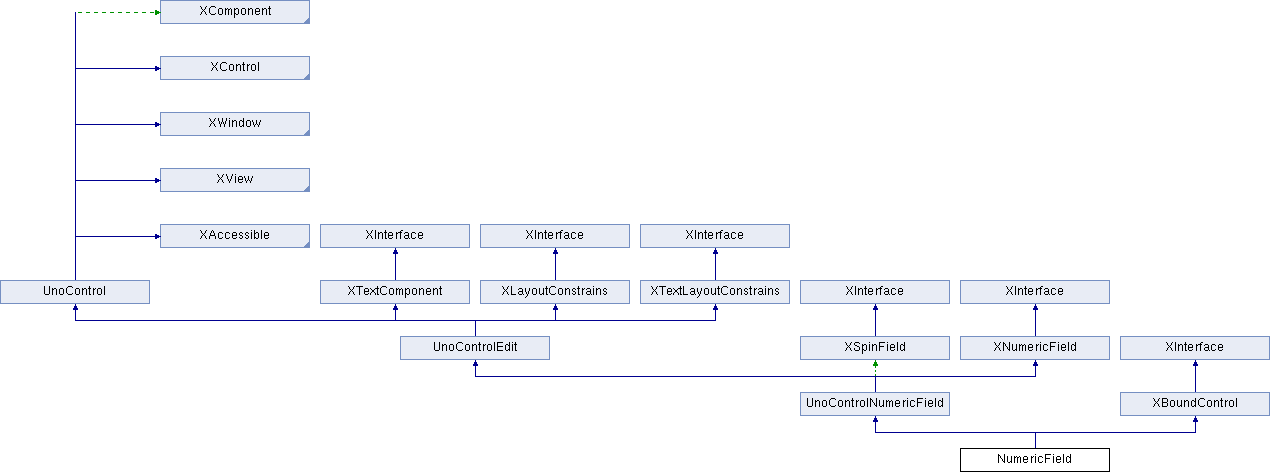 XComponent
XControl
XWindow
XView
XAccessible
XInterface
XInterface
XInterface
UnoControl
XTextComponent
XLayoutConstrains
XTextLayoutConstrains
XInterface
XInterface
UnoControlEdit
XSpinField
XNumericField
XInterface
UnoControlNumericField
XBoundControl
NumericField